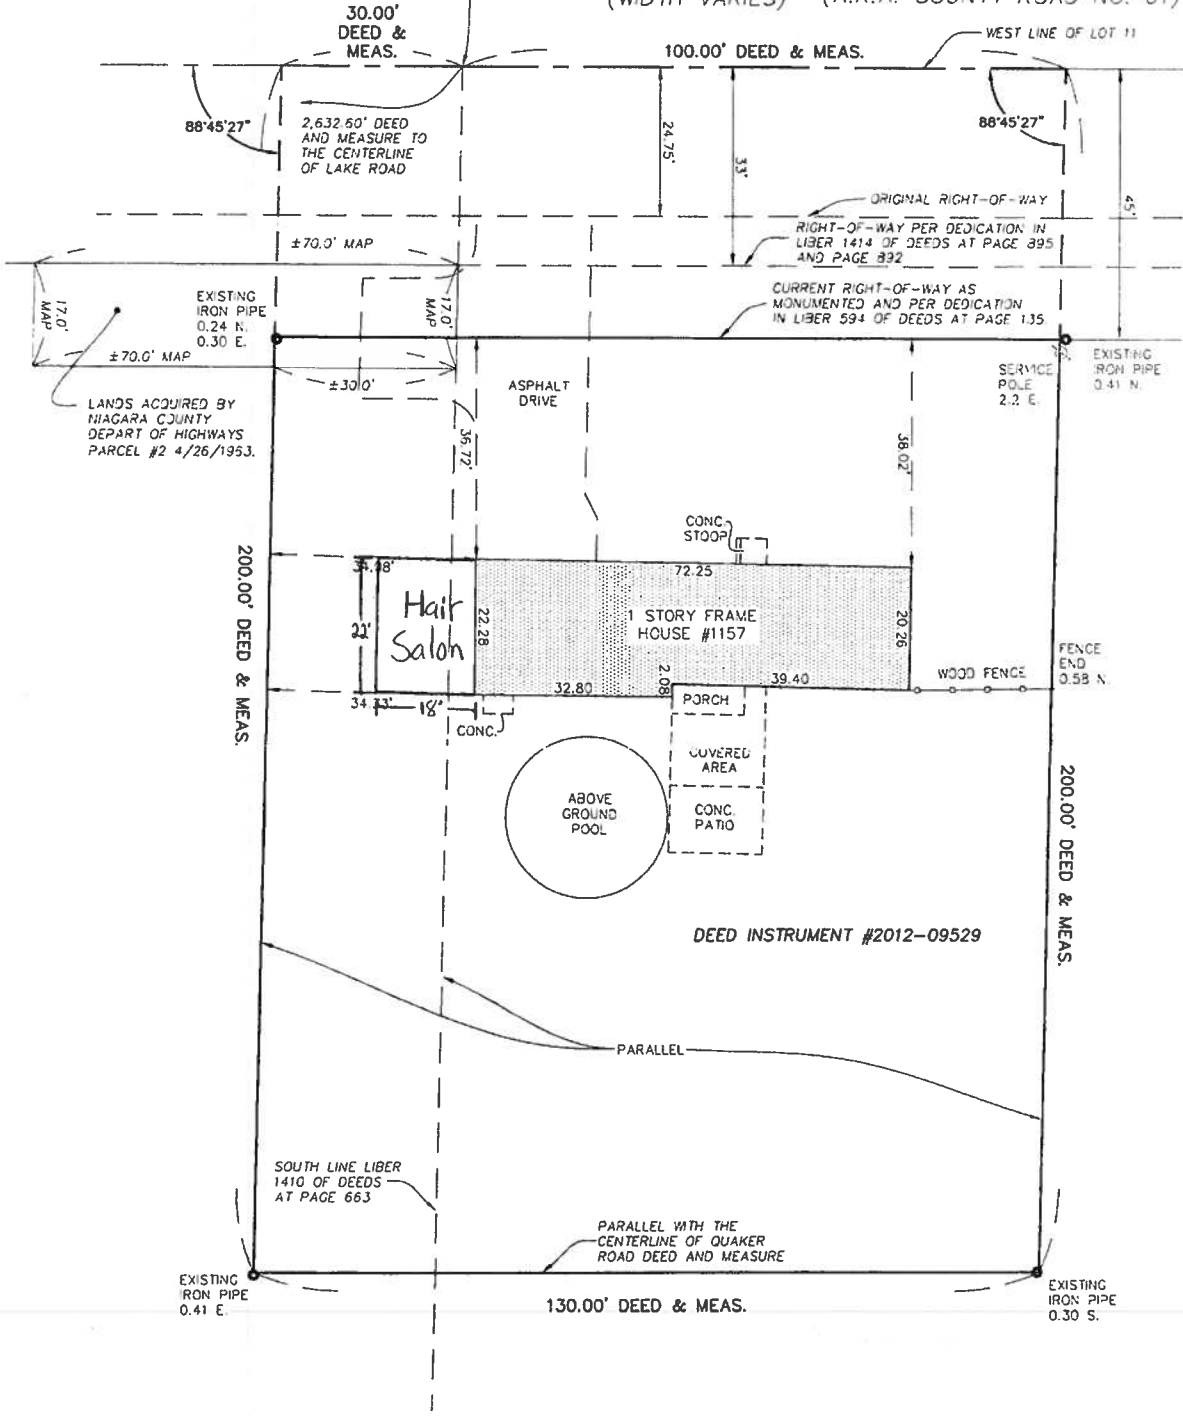 (WIDTH VARIES) (A.K.A. COUNTY ROAD NO.
30.00'
DEED &
MEAS.
100.00' DEED & MEAS.
WEST LINE OF LOT 11
88°45'27"
2,632.60' DEED
AND MEASURE TO
THE CENTERLINE
OF LAKE ROAD
24.75'
33'
88°45'27"
45'
ORIGINAL RIGHT-OF-WAY
±70.0' MAP
RIGHT-OF-WAY PER DEDICATION IN
LIBER 1414 OF DEEDS AT PAGE 895
AND PAGE 892
17.0'
MAP
EXISTING
IRON PIPE
0.24 N.
0.30 E.
17.0'
MAP
CURRENT RIGHT-OF-WAY AS
MONUMENTED AND PER DEDICATION
IN LIBER 594 OF DEEDS AT PAGE 135
±70.0' MAP
±30.0'
ASPHALT
DRIVE
SERVICE
POLE
2.2 E.
EXISTING
IRON PIPE
0.41 N.
LANDS ACQUIRED BY
NIAGARA COUNTY
DEPART OF HIGHWAYS
PARCEL #2 4/26/1963.
36.72'
38.02'
CONC.
STOOP
200.00' DEED & MEAS.
34.08'
72.25
Hair
Salon
22'
22.28
1 STORY FRAME
HOUSE #1157
20.26
32.80
2.08
39.40
WOOD FENCE
FENCE
END
0.58 N.
34.33'
18'
CONC.
PORCH
COVERED
AREA
ABOVE
GROUND
POOL
CONC.
PATIO
200.00' DEED & MEAS.
DEED INSTRUMENT #2012-09529
PARALLEL
SOUTH LINE LIBER
1410 OF DEEDS
AT PAGE 663
PARALLEL WITH THE
CENTERLINE OF QUAKER
ROAD DEED AND MEASURE
EXISTING
IRON PIPE
0.41 E.
130.00' DEED & MEAS.
EXISTING
IRON PIPE
0.30 S.